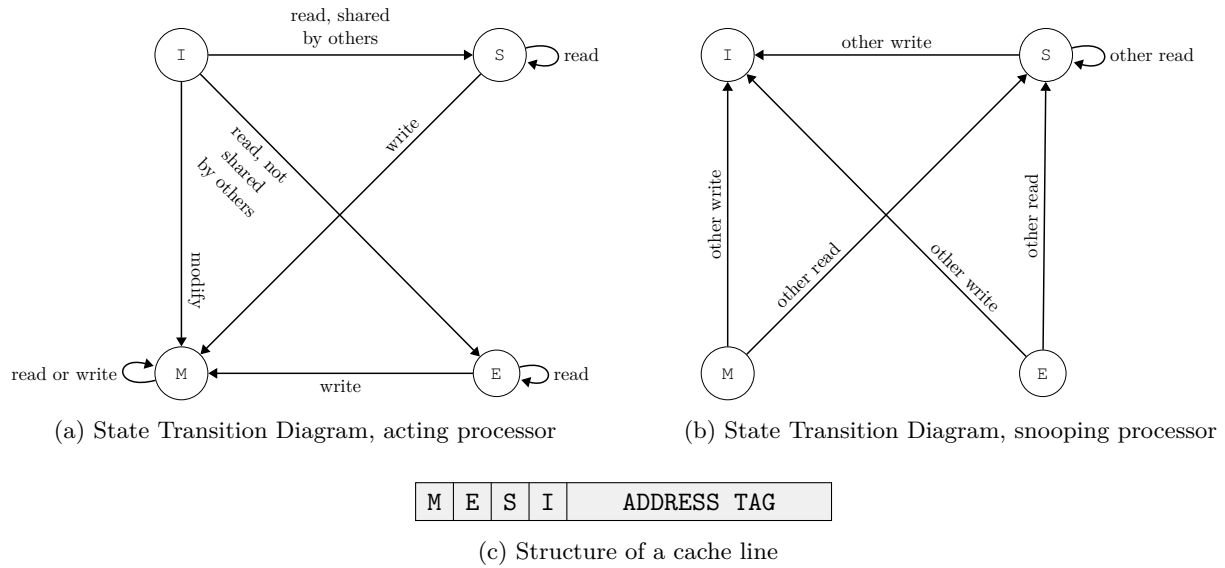 read, shared
by others
I
S
read
read, not
shared
by others
write
modify
read or write
M
write
E
read
(a) State Transition Diagram, acting processor
I
other write
S
other read
other write
other read
other write
other read
M
E
(b) State Transition Diagram, snooping processor
M E S I ADDRESS TAG
(c) Structure of a cache line